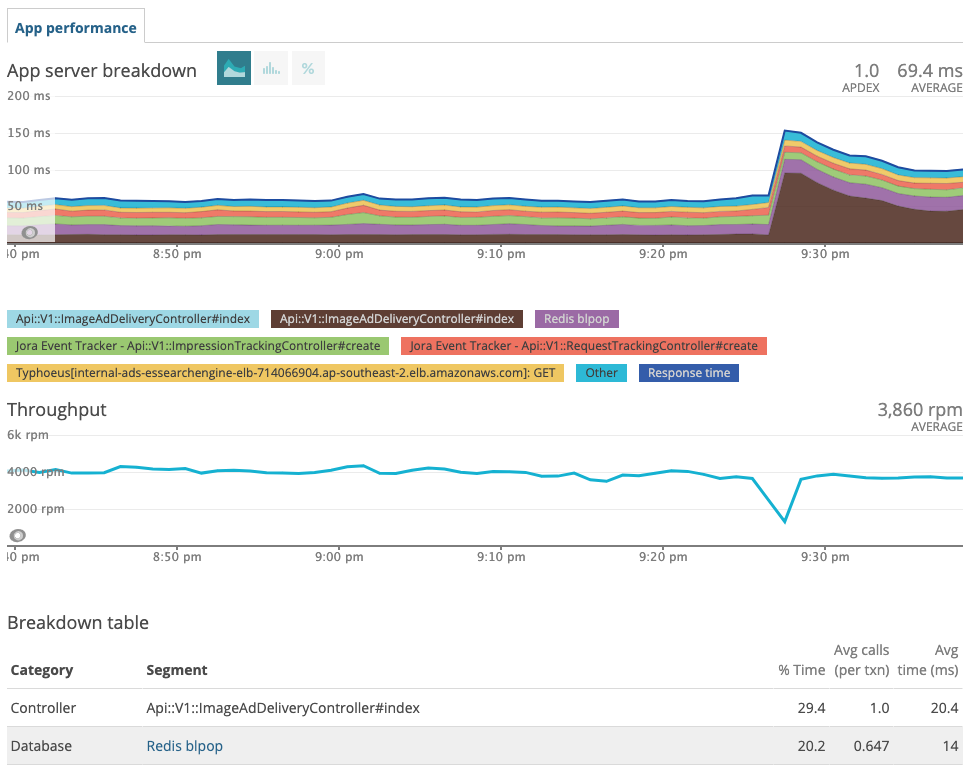 App performance
App server breakdown
%
1.0 69.4 ms
APDEX AVERAGE
200 ms
150 ms
100 ms
50 ms
:40 pm 8:50 pm 9:00 pm 9:10 pm 9:20 pm 9:30 pm
Api::V1::ImageAdDeliveryController#index Api::V1::ImageAdDeliveryController#index Redis blpop
Jora Event Tracker - Api::V1::ImpressionTrackingController#create Jora Event Tracker - Api::V1::RequestTrackingController#create
Typhoeus[internal-ads-essearchengine-elb-714066904.ap-southeast-2.elb.amazonaws.com]: GET Other Response time
Throughput 3,860 rpm
AVERAGE
6k rpm
4000 rpm
2000 rpm
:40 pm 8:50 pm 9:00 pm 9:10 pm 9:20 pm 9:30 pm
Breakdown table
Category Segment % Time Avg calls (per txn) Avg time (ms)
Controller Api::V1::ImageAdDeliveryController#index 29.4 1.0 20.4
Database Redis blpop 20.2 0.647 14